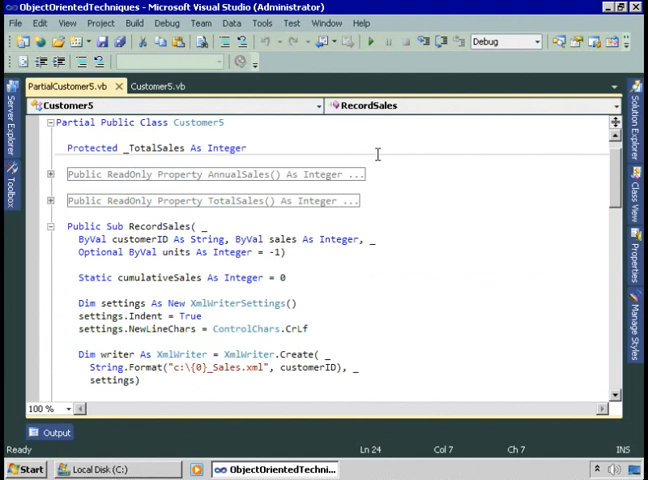 ObjectOrientedTechniques - Microsoft Visual Studio (Administrator)
File Edit View Project Build Debug Team Data Tools Test Window Help
Debug
PartialCustomer5.vb Customer5.vb
Customer5 RecordSales
Server Explorer
Toolbox
Solution Explorer
Class View
Properties
Manage Styles
Partial Public Class Customer5
Protected _TotalSales As Integer
Public ReadOnly Property AnnualSales() As Integer ...
Public ReadOnly Property TotalSales() As Integer ...
Public Sub RecordSales( _
ByVal customerID As String, ByVal sales As Integer, _
Optional ByVal units As Integer = -1)
Static cumulativeSales As Integer = 0
Dim settings As New XmlWriterSettings()
settings.Indent = True
settings.NewLineChars = ControlChars.CrLf
Dim writer As XmlWriter = XmlWriter.Create( _
String.Format("c:\{0}_Sales.xml", customerID), _
settings)
100 %
Output
Ready Ln 24 Col 7 Ch 7 INS
Start Local Disk (C:) ObjectOrientedTechni...